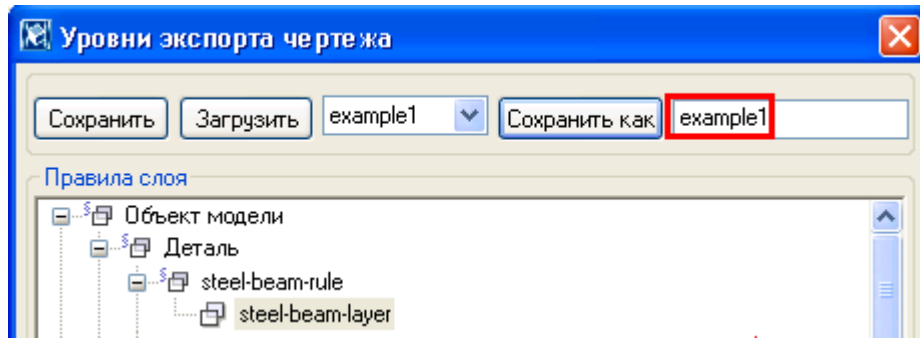 Уровни экспорта чертежа
Сохранить Загрузить example1 Сохранить как example1
Правила слоя
Объект модели
Деталь
steel-beam-rule
steel-beam-layer